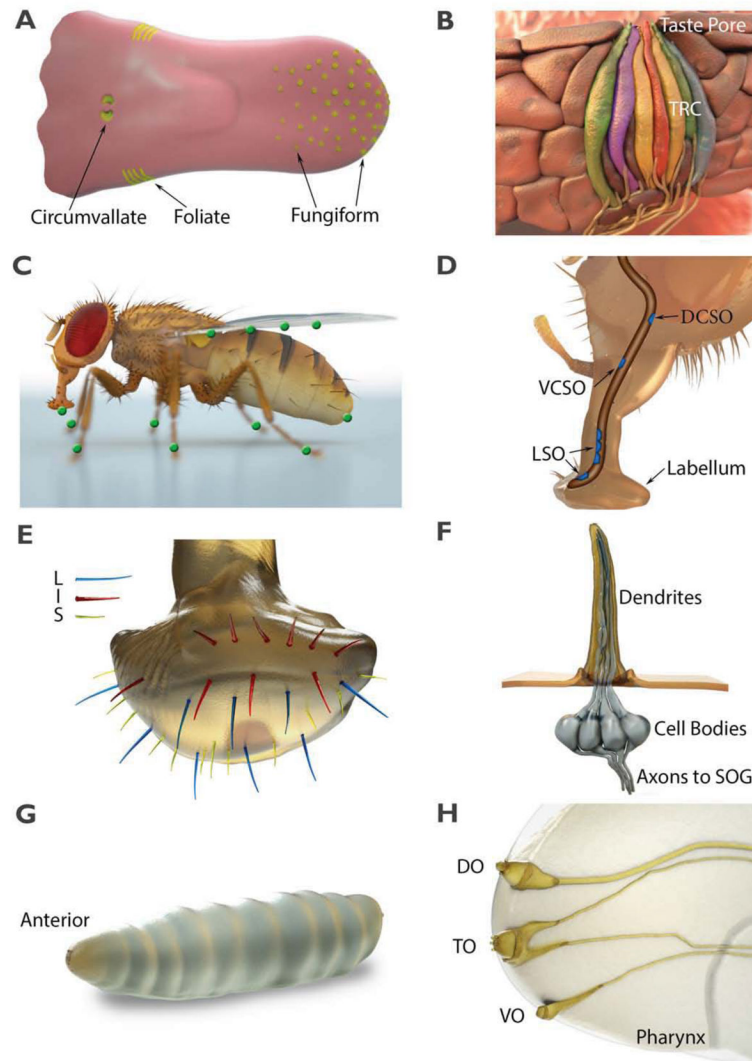 A
Circumvallate
Foliate
Fungiform
B
Taste Pore
TRC
C
D
DCSO
VCSO
LSO
Labellum
E
L
I
S
F
Dendrites
Cell Bodies
Axons to SOG
G
Anterior
H
DO
TO
VO
Pharynx